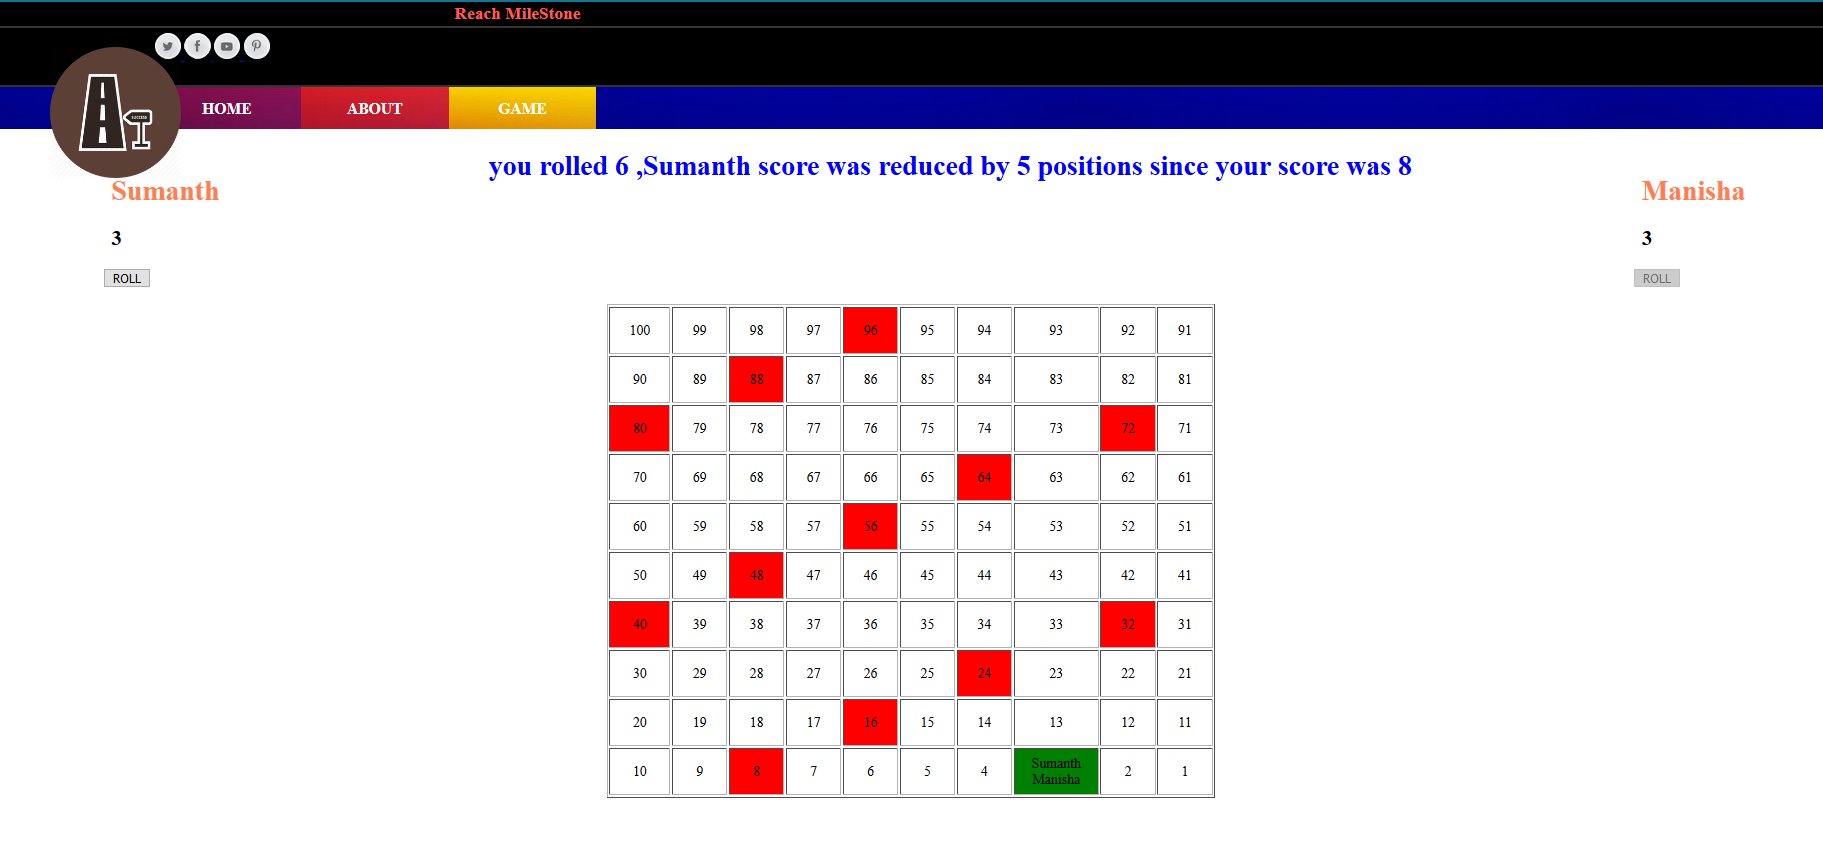 Reach MileStone
HOME ABOUT GAME
SUCCESS
you rolled 6 ,Sumanth score was reduced by 5 positions since your score was 8
Sumanth Manisha
3 3
ROLL ROLL
100 99 98 97 96 95 94 93 92 91
90 89 88 87 86 85 84 83 82 81
80 79 78 77 76 75 74 73 72 71
70 69 68 67 66 65 64 63 62 61
60 59 58 57 56 55 54 53 52 51
50 49 48 47 46 45 44 43 42 41
40 39 38 37 36 35 34 33 32 31
30 29 28 27 26 25 24 23 22 21
20 19 18 17 16 15 14 13 12 11
10 9 8 7 6 5 4 Sumanth Manisha 2 1